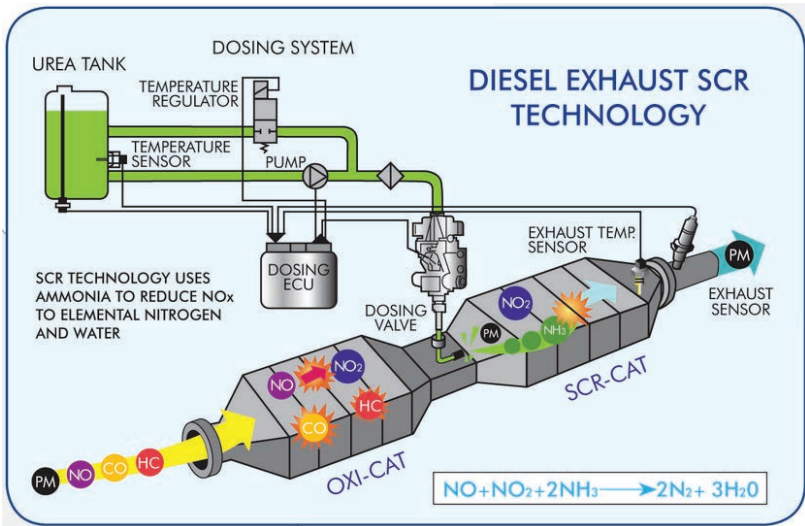 DIESEL EXHAUST SCR
TECHNOLOGY
DOSING SYSTEM
UREA TANK
TEMPERATURE
REGULATOR
TEMPERATURE
SENSOR
PUMP
DOSING
ECU
DOSING
VALVE
EXHAUST TEMP.
SENSOR
PM
EXHAUST
SENSOR
SCR TECHNOLOGY USES
AMMONIA TO REDUCE NOx
TO ELEMENTAL NITROGEN
AND WATER
NO₂
PM
NH₃
SCR-CAT
NO
NO₂
CO
HC
OXI-CAT
PM
NO
CO
HC
NO+NO₂+2NH₃→2N₂+ 3H₂0